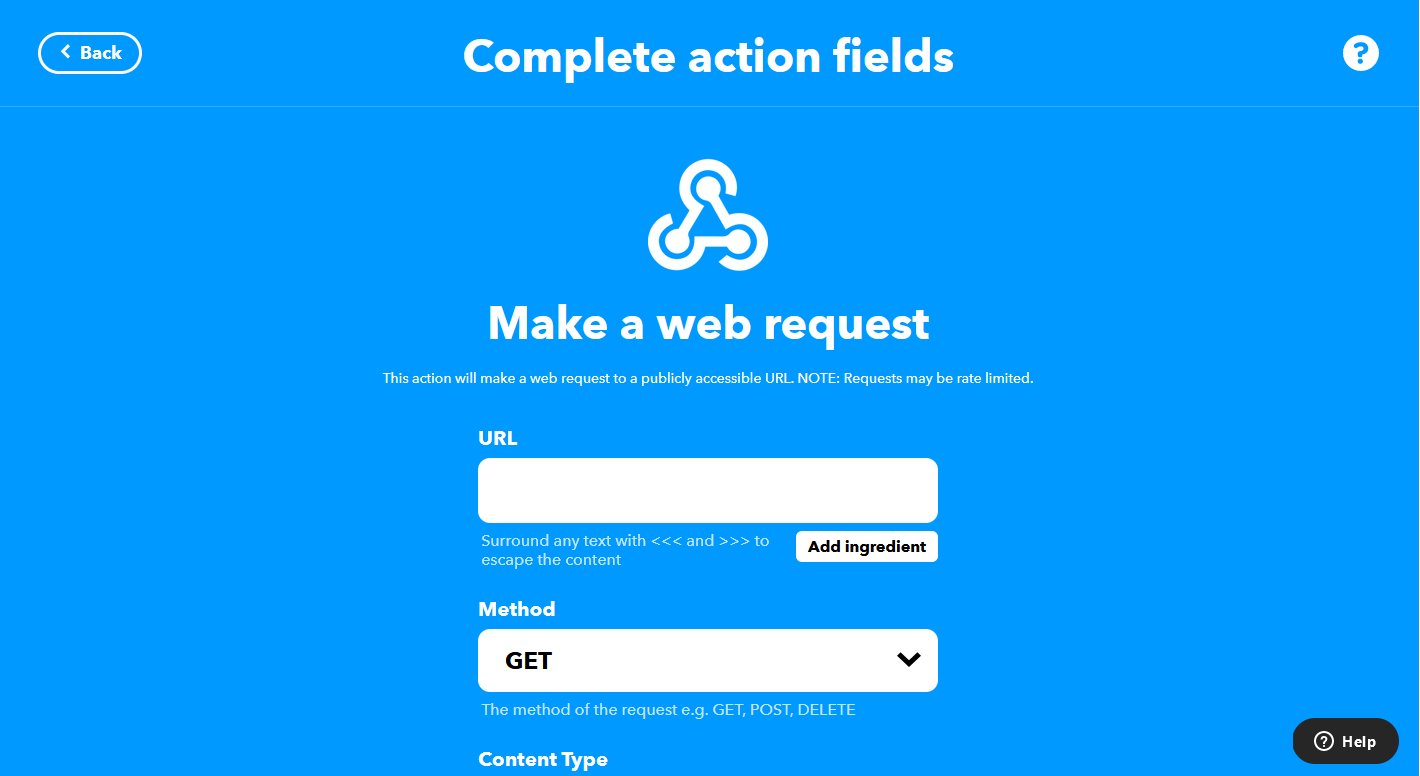 Back
Complete action fields
?
Make a web request
This action will make a web request to a publicly accessible URL. NOTE: Requests may be rate limited.
URL
Surround any text with <<< and >>> to
escape the content
Add ingredient
Method
GET
The method of the request e.g. GET, POST, DELETE
Content Type
? Help